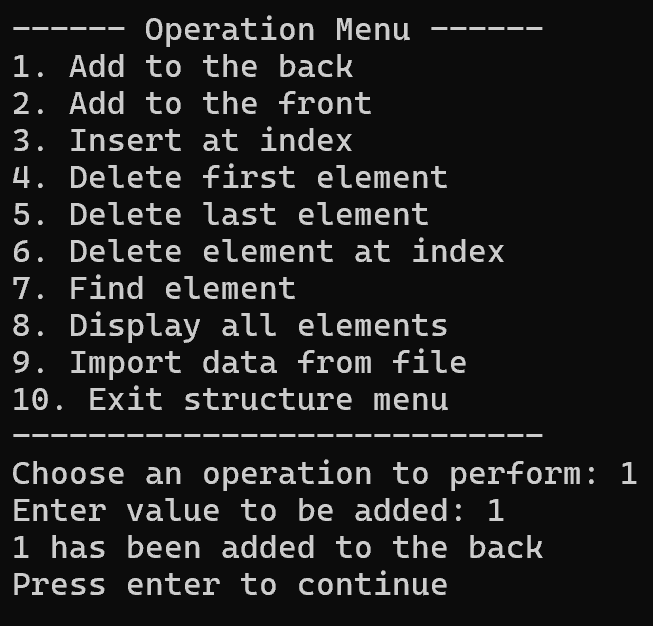 ------ Operation Menu ------
1. Add to the back
2. Add to the front
3. Insert at index
4. Delete first element
5. Delete last element
6. Delete element at index
7. Find element
8. Display all elements
9. Import data from file
10. Exit structure menu
----------------------------
Choose an operation to perform: 1
Enter value to be added: 1
1 has been added to the back
Press enter to continue